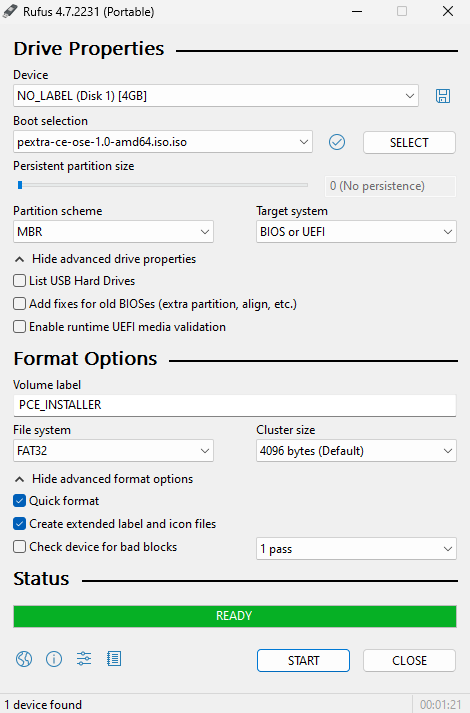 Rufus 4.7.2231 (Portable)
Drive Properties
Device
NO_LABEL (Disk 1) [4GB]
Boot selection
pextra-ce-ose-1.0-amd64.iso.iso
SELECT
Persistent partition size
0 (No persistence)
Partition scheme
Target system
MBR
BIOS or UEFI
Hide advanced drive properties
List USB Hard Drives
Add fixes for old BIOSes (extra partition, align, etc.)
Enable runtime UEFI media validation
Format Options
Volume label
PCE_INSTALLER
File system
Cluster size
FAT32
4096 bytes (Default)
Hide advanced format options
Quick format
Create extended label and icon files
Check device for bad blocks
1 pass
Status
READY
START
CLOSE
1 device found
00:01:21